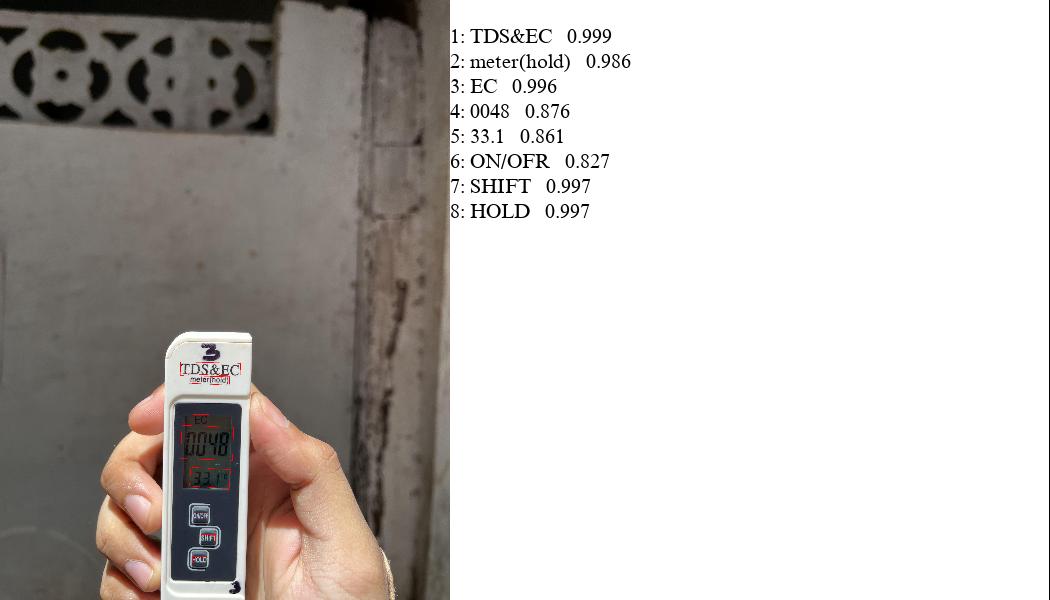 3
TDS&EC
meter(hold)
EC
0048
33.1°
ON/OFF
SHIFT
HOLD
3
1: TDS&EC 0.999
2: meter(hold) 0.986
3: EC 0.996
4: 0048 0.876
5: 33.1 0.861
6: ON/OFR 0.827
7: SHIFT 0.997
8: HOLD 0.997